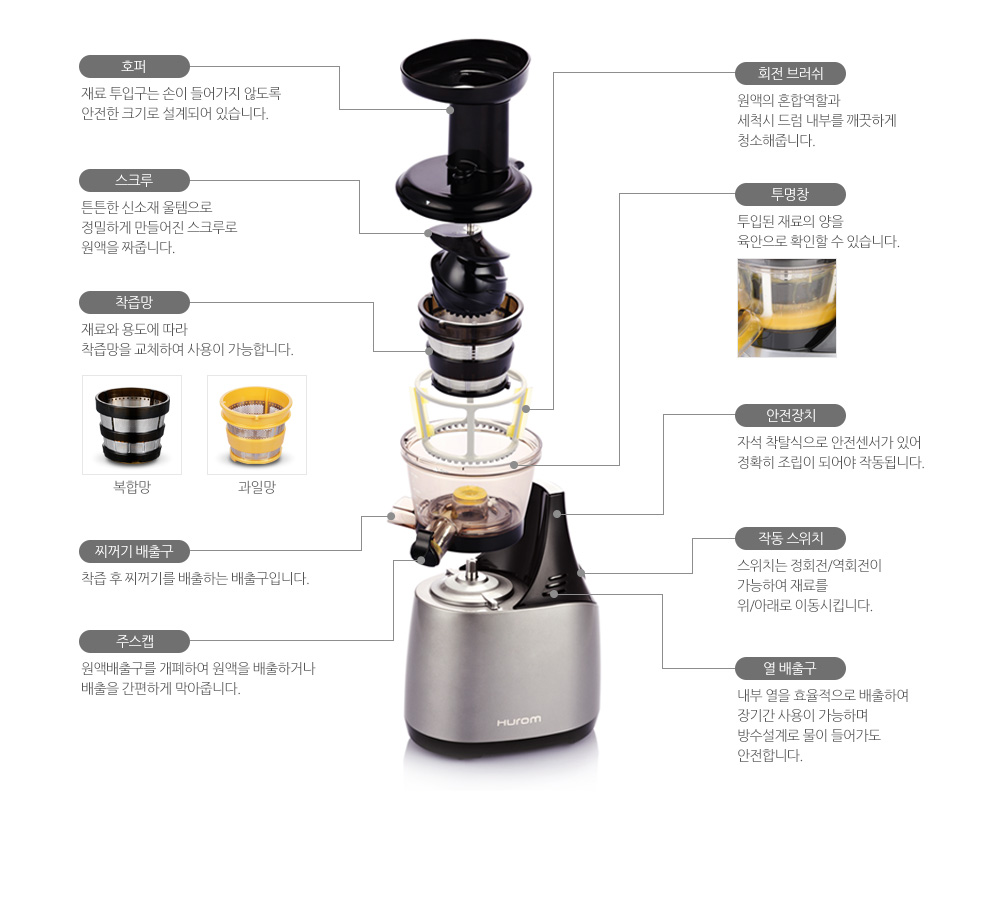 호퍼
재료 투입구는 손이 들어가지 않도록
안전한 크기로 설계되어 있습니다.
스크루
튼튼한 신소재 울템으로
정밀하게 만들어진 스크루로
원액을 짜줍니다.
착즙망
재료와 용도에 따라
착즙망을 교체하여 사용이 가능합니다.
복합망
과일망
찌꺼기 배출구
착즙 후 찌꺼기를 배출하는 배출구입니다.
주스캡
원액배출구를 개폐하여 원액을 배출하거나
배출을 간편하게 막아줍니다.
회전 브러쉬
원액의 혼합역할과
세척시 드럼 내부를 깨끗하게
청소해줍니다.
투명창
투입된 재료의 양을
육안으로 확인할 수 있습니다.
안전장치
자석 착탈식으로 안전센서가 있어
정확히 조립이 되어야 작동됩니다.
작동 스위치
스위치는 정회전/역회전이
가능하여 재료를
위/아래로 이동시킵니다.
열 배출구
내부 열을 효율적으로 배출하여
장기간 사용이 가능하며
방수설계로 물이 들어가도
안전합니다.
Hurom